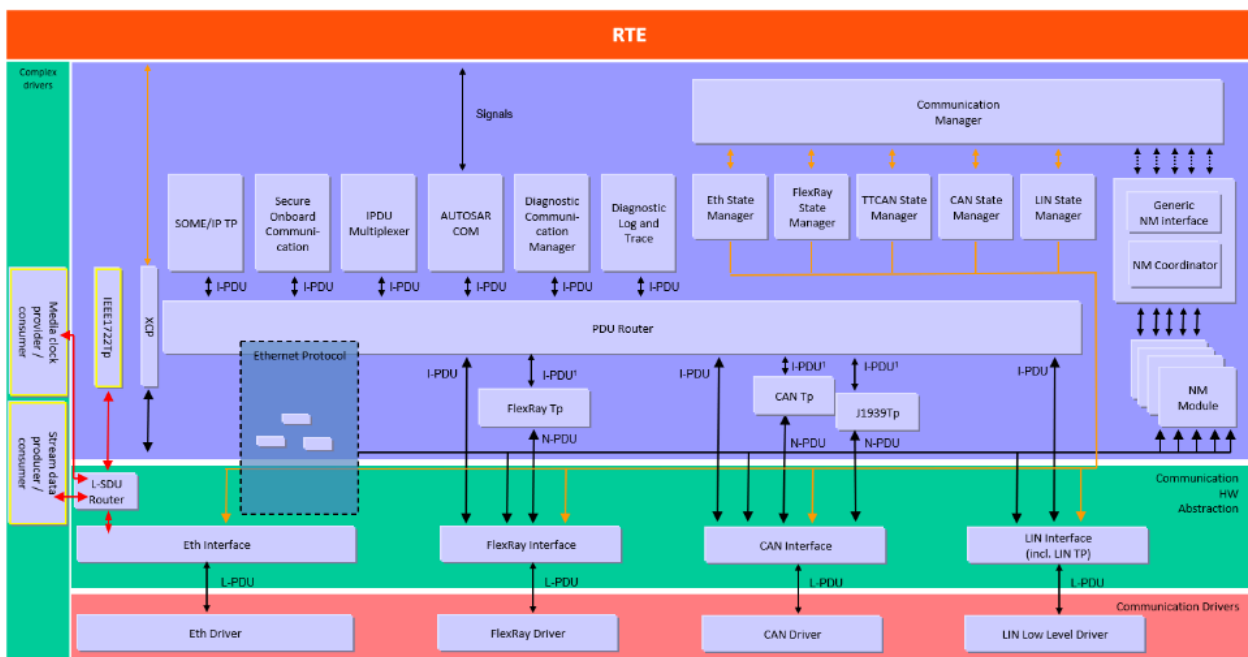 RTE
Complex
drivers
Signals
Communication
Manager
SOME/IP TP
Secure
Onboard
Communi-
cation
IPDU
Multiplexer
AUTOSAR
COM
Diagnostic
Communi-
cation
Manager
Diagnostic
Log and
Trace
Eth State
Manager
FlexRay
State
Manager
TTCAN State
Manager
CAN State
Manager
LIN State
Manager
Generic
NM interface
NM Coordinator
I-PDU
I-PDU
I-PDU
I-PDU
I-PDU
I-PDU
Media clock
provider /
consumer
IEEE1722Tp
XCP
PDU Router
Ethernet Protocol
I-PDU
I-PDU¹
I-PDU
I-PDU¹
I-PDU¹
I-PDU
FlexRay Tp
CAN Tp
J1939Tp
NM
Module
N-PDU
N-PDU
N-PDU
Stream data
producer /
consumer
L-SDU
Router
Communication
HW
Abstraction
Eth Interface
FlexRay Interface
CAN Interface
LIN Interface
(incl. LIN TP)
L-PDU
L-PDU
L-PDU
L-PDU
Communication Drivers
Eth Driver
FlexRay Driver
CAN Driver
LIN Low Level Driver